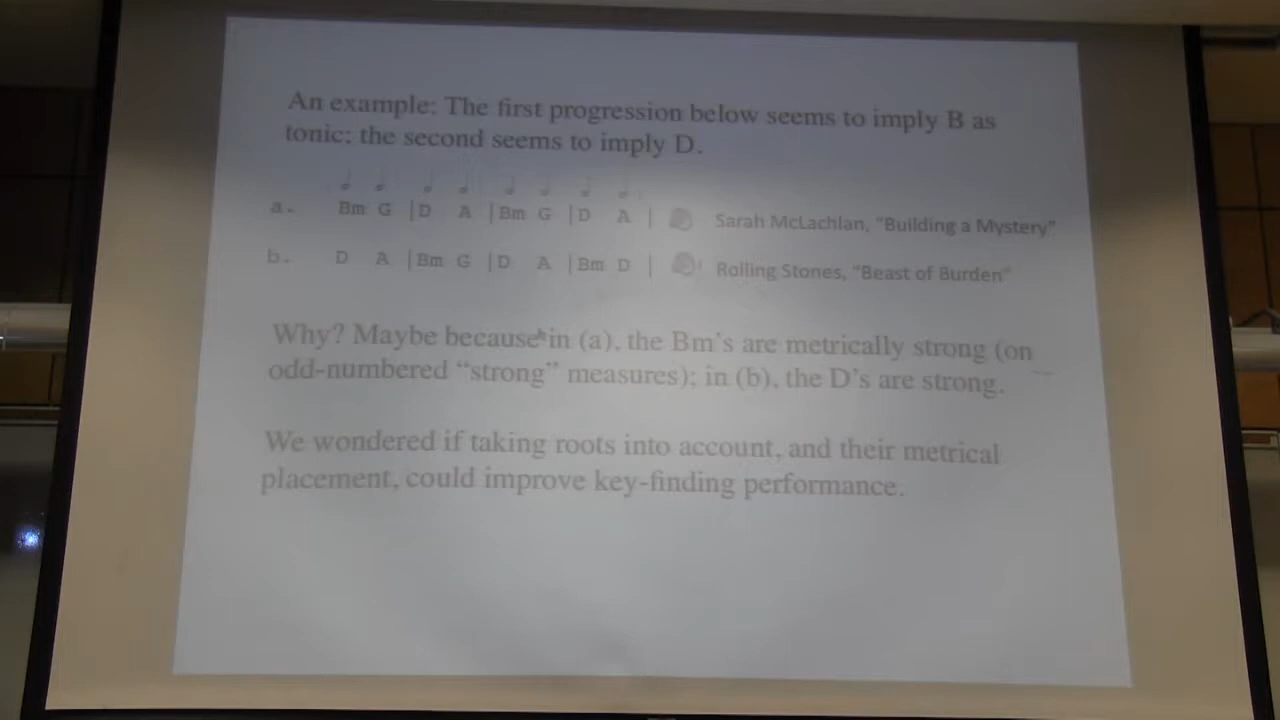 An example: The first progression below seems to imply B as
tonic; the second seems to imply D.
a. Bm G |D A |Bm G |D A | Sarah McLachlan, “Building a Mystery”
b. D A |Bm G |D A |Bm D | Rolling Stones, “Beast of Burden”
Why? Maybe because in (a), the Bm’s are metrically strong (on
odd-numbered “strong” measures); in (b), the D’s are strong.
We wondered if taking roots into account, and their metrical
placement, could improve key-finding performance.